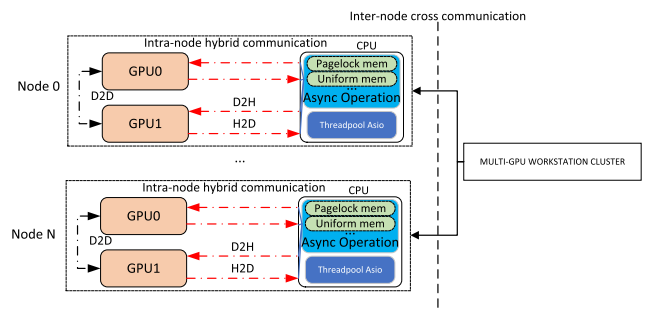 Inter-node cross communication
Intra-node hybrid communication
CPU
Node 0
GPU0
Pagelock mem
Uniform mem
...
Async Operation
D2D
D2H
GPU1
H2D
Threadpool Asio
...
MULTI-GPU WORKSTATION CLUSTER
Intra-node hybrid communication
CPU
Node N
GPU0
Pagelock mem
Uniform mem
...
Async Operation
D2D
D2H
GPU1
H2D
Threadpool Asio